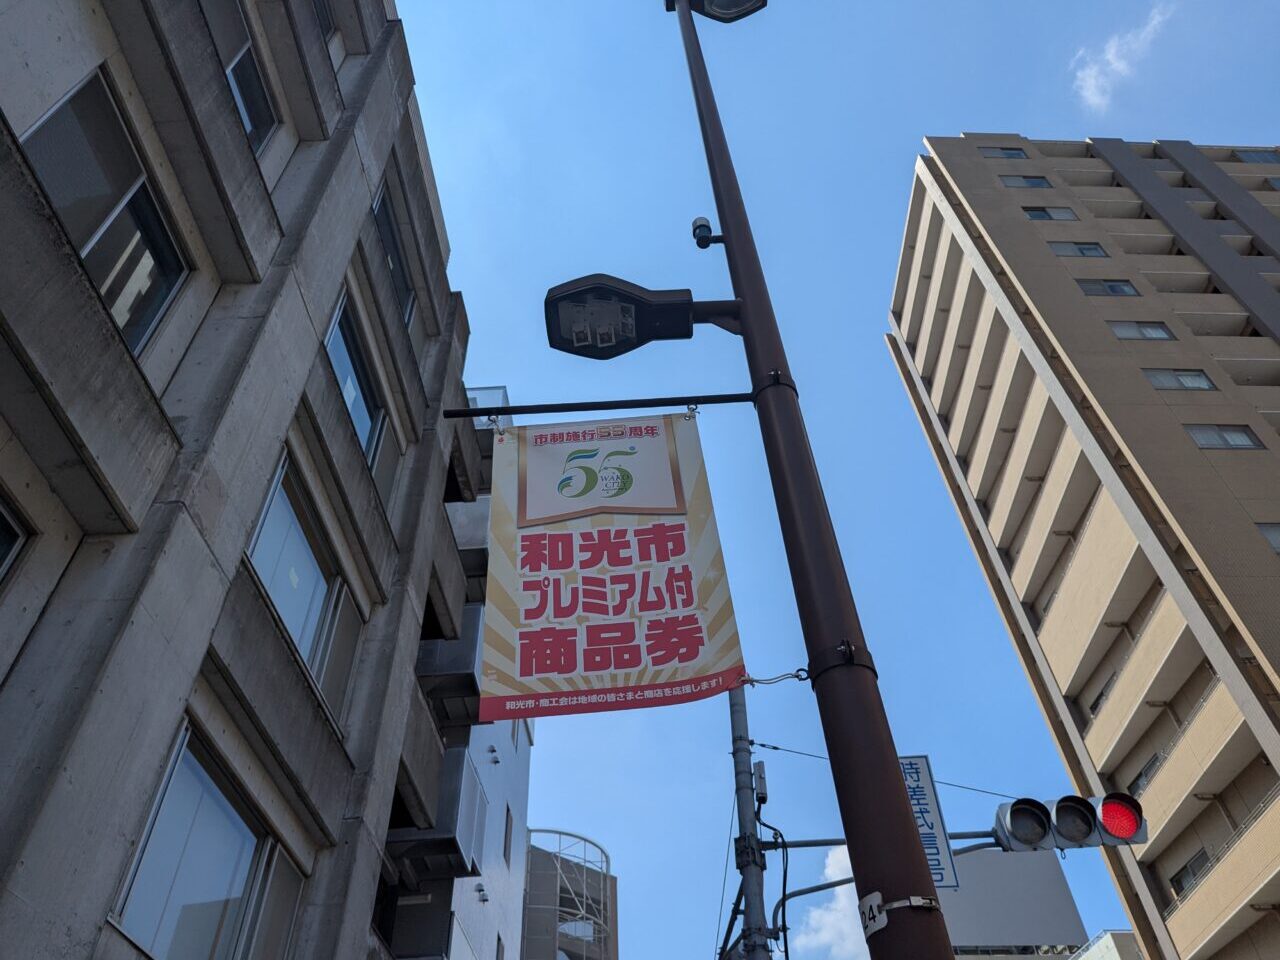 市制施行55周年
55
WAKO
CITY
和光市
プレミアム付
商品券
和光市・商工会は地域の皆さまと商店を応援します!
時差式信号
24